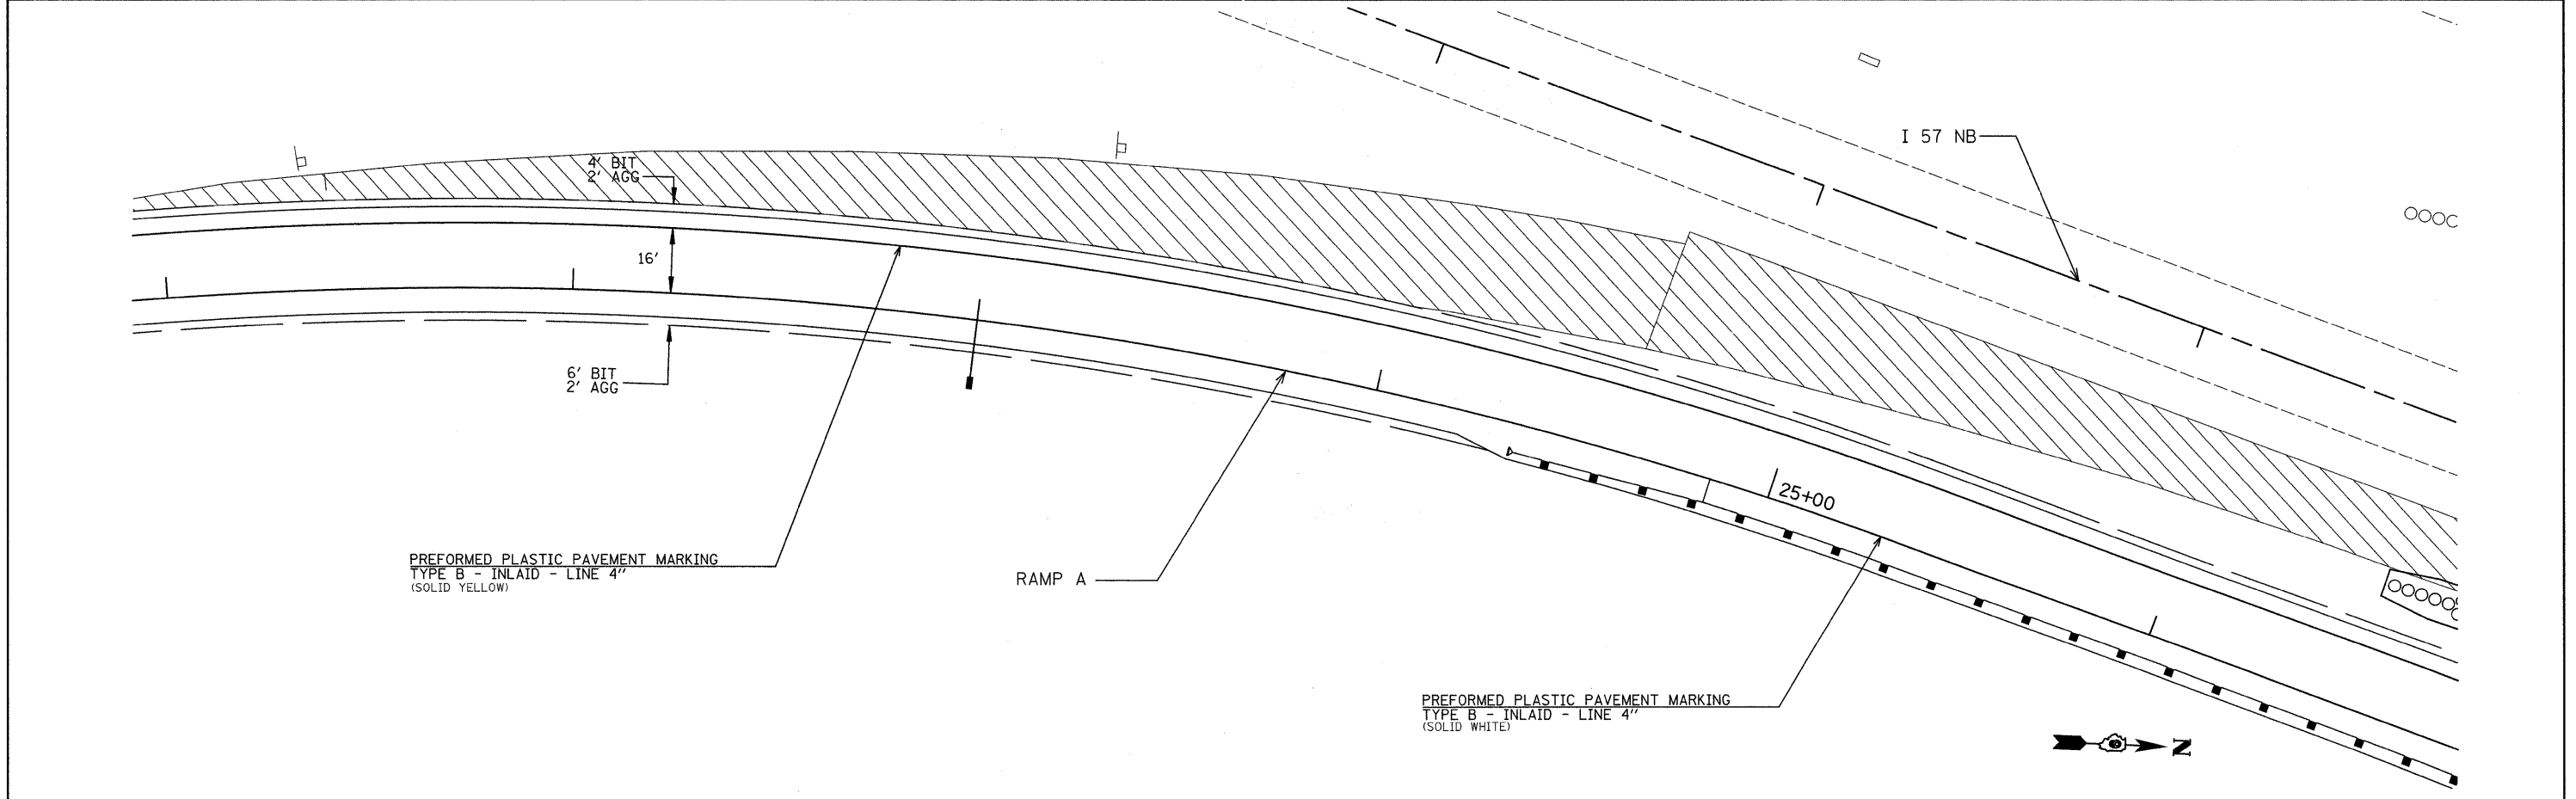 I 57 NB
4' BIT
2' AGG
16'
6' BIT
2' AGG
25+00
PREFORMED PLASTIC PAVEMENT MARKING
TYPE B - INLAID - LINE 4"
(SOLID YELLOW)
RAMP A
PREFORMED PLASTIC PAVEMENT MARKING
TYPE B - INLAID - LINE 4"
(SOLID WHITE)
N